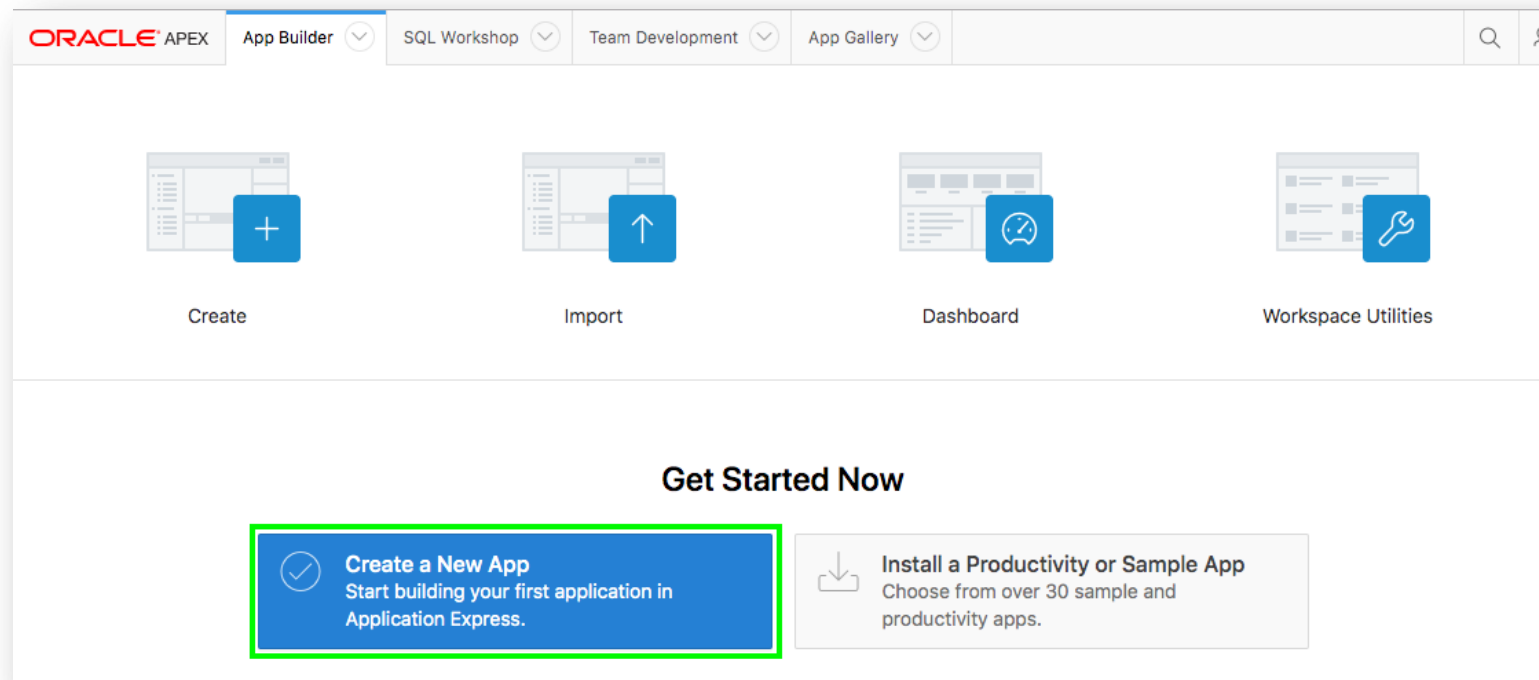 ORACLE APEX App Builder SQL Workshop Team Development App Gallery
Create Import Dashboard Workspace Utilities
Get Started Now
Create a New App
Start building your first application in
Application Express.
Install a Productivity or Sample App
Choose from over 30 sample and
productivity apps.